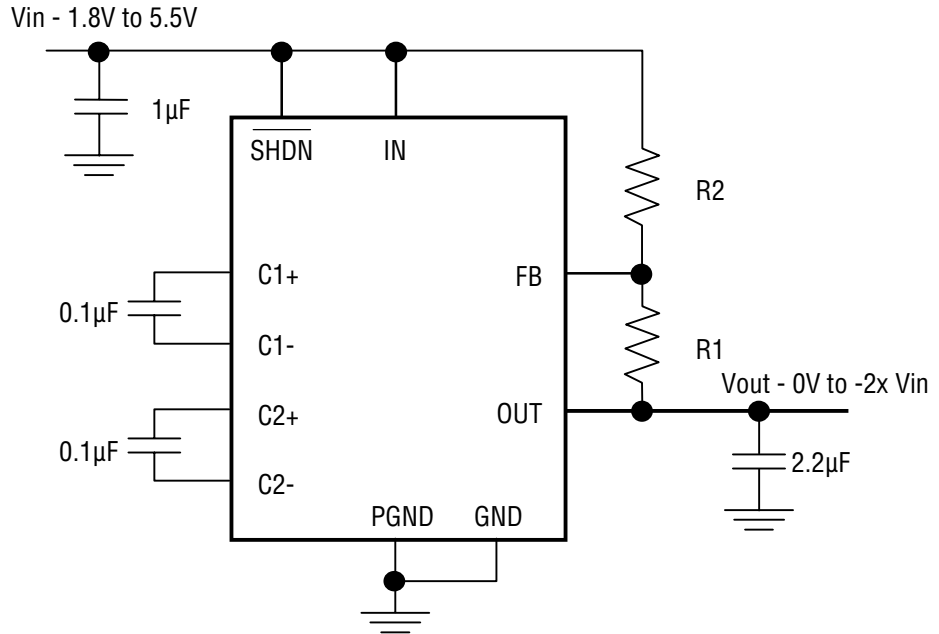 Vin - 1.8V to 5.5V
1µF
SHDN
IN
R2
C1+
FB
0.1µF
C1-
R1
Vout - 0V to -2x Vin
C2+
OUT
0.1µF
2.2µF
C2-
PGND
GND